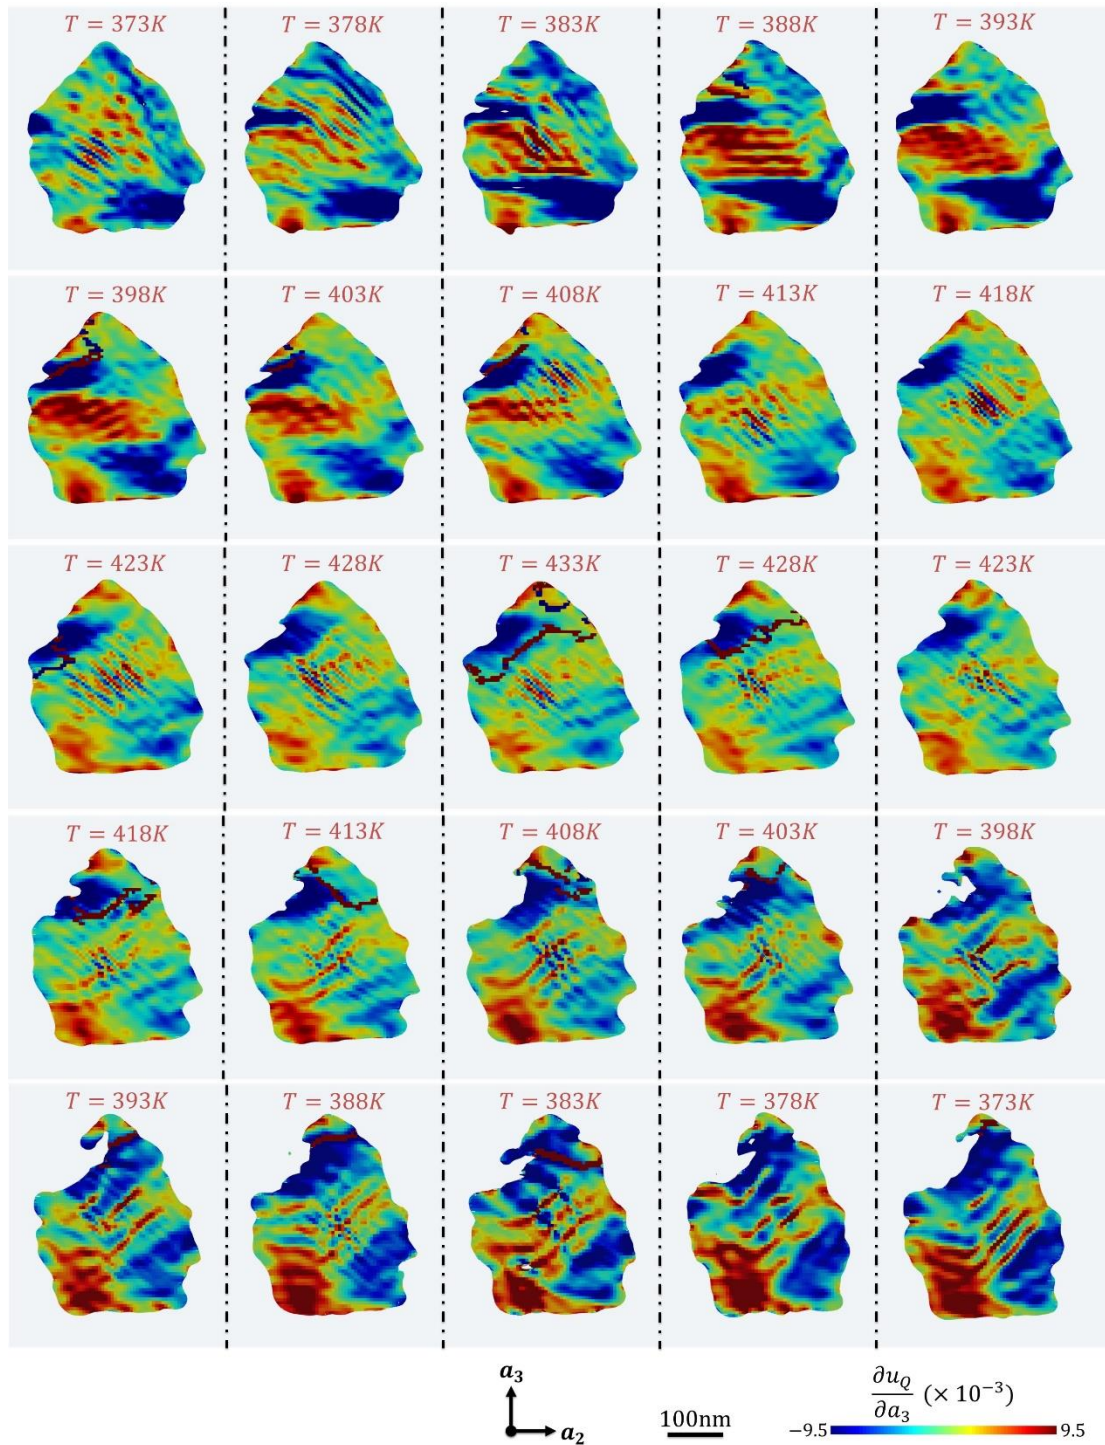 T = 373K T = 378K T = 383K T = 388K T = 393K
T = 398K T = 403K T = 408K T = 413K T = 418K
T = 423K T = 428K T = 433K T = 428K T = 423K
T = 418K T = 413K T = 408K T = 403K T = 398K
T = 393K T = 388K T = 383K T = 378K T = 373K
a₃
a₂
100nm
∂u_Q/∂a₃ (× 10⁻³)
−9.5 9.5